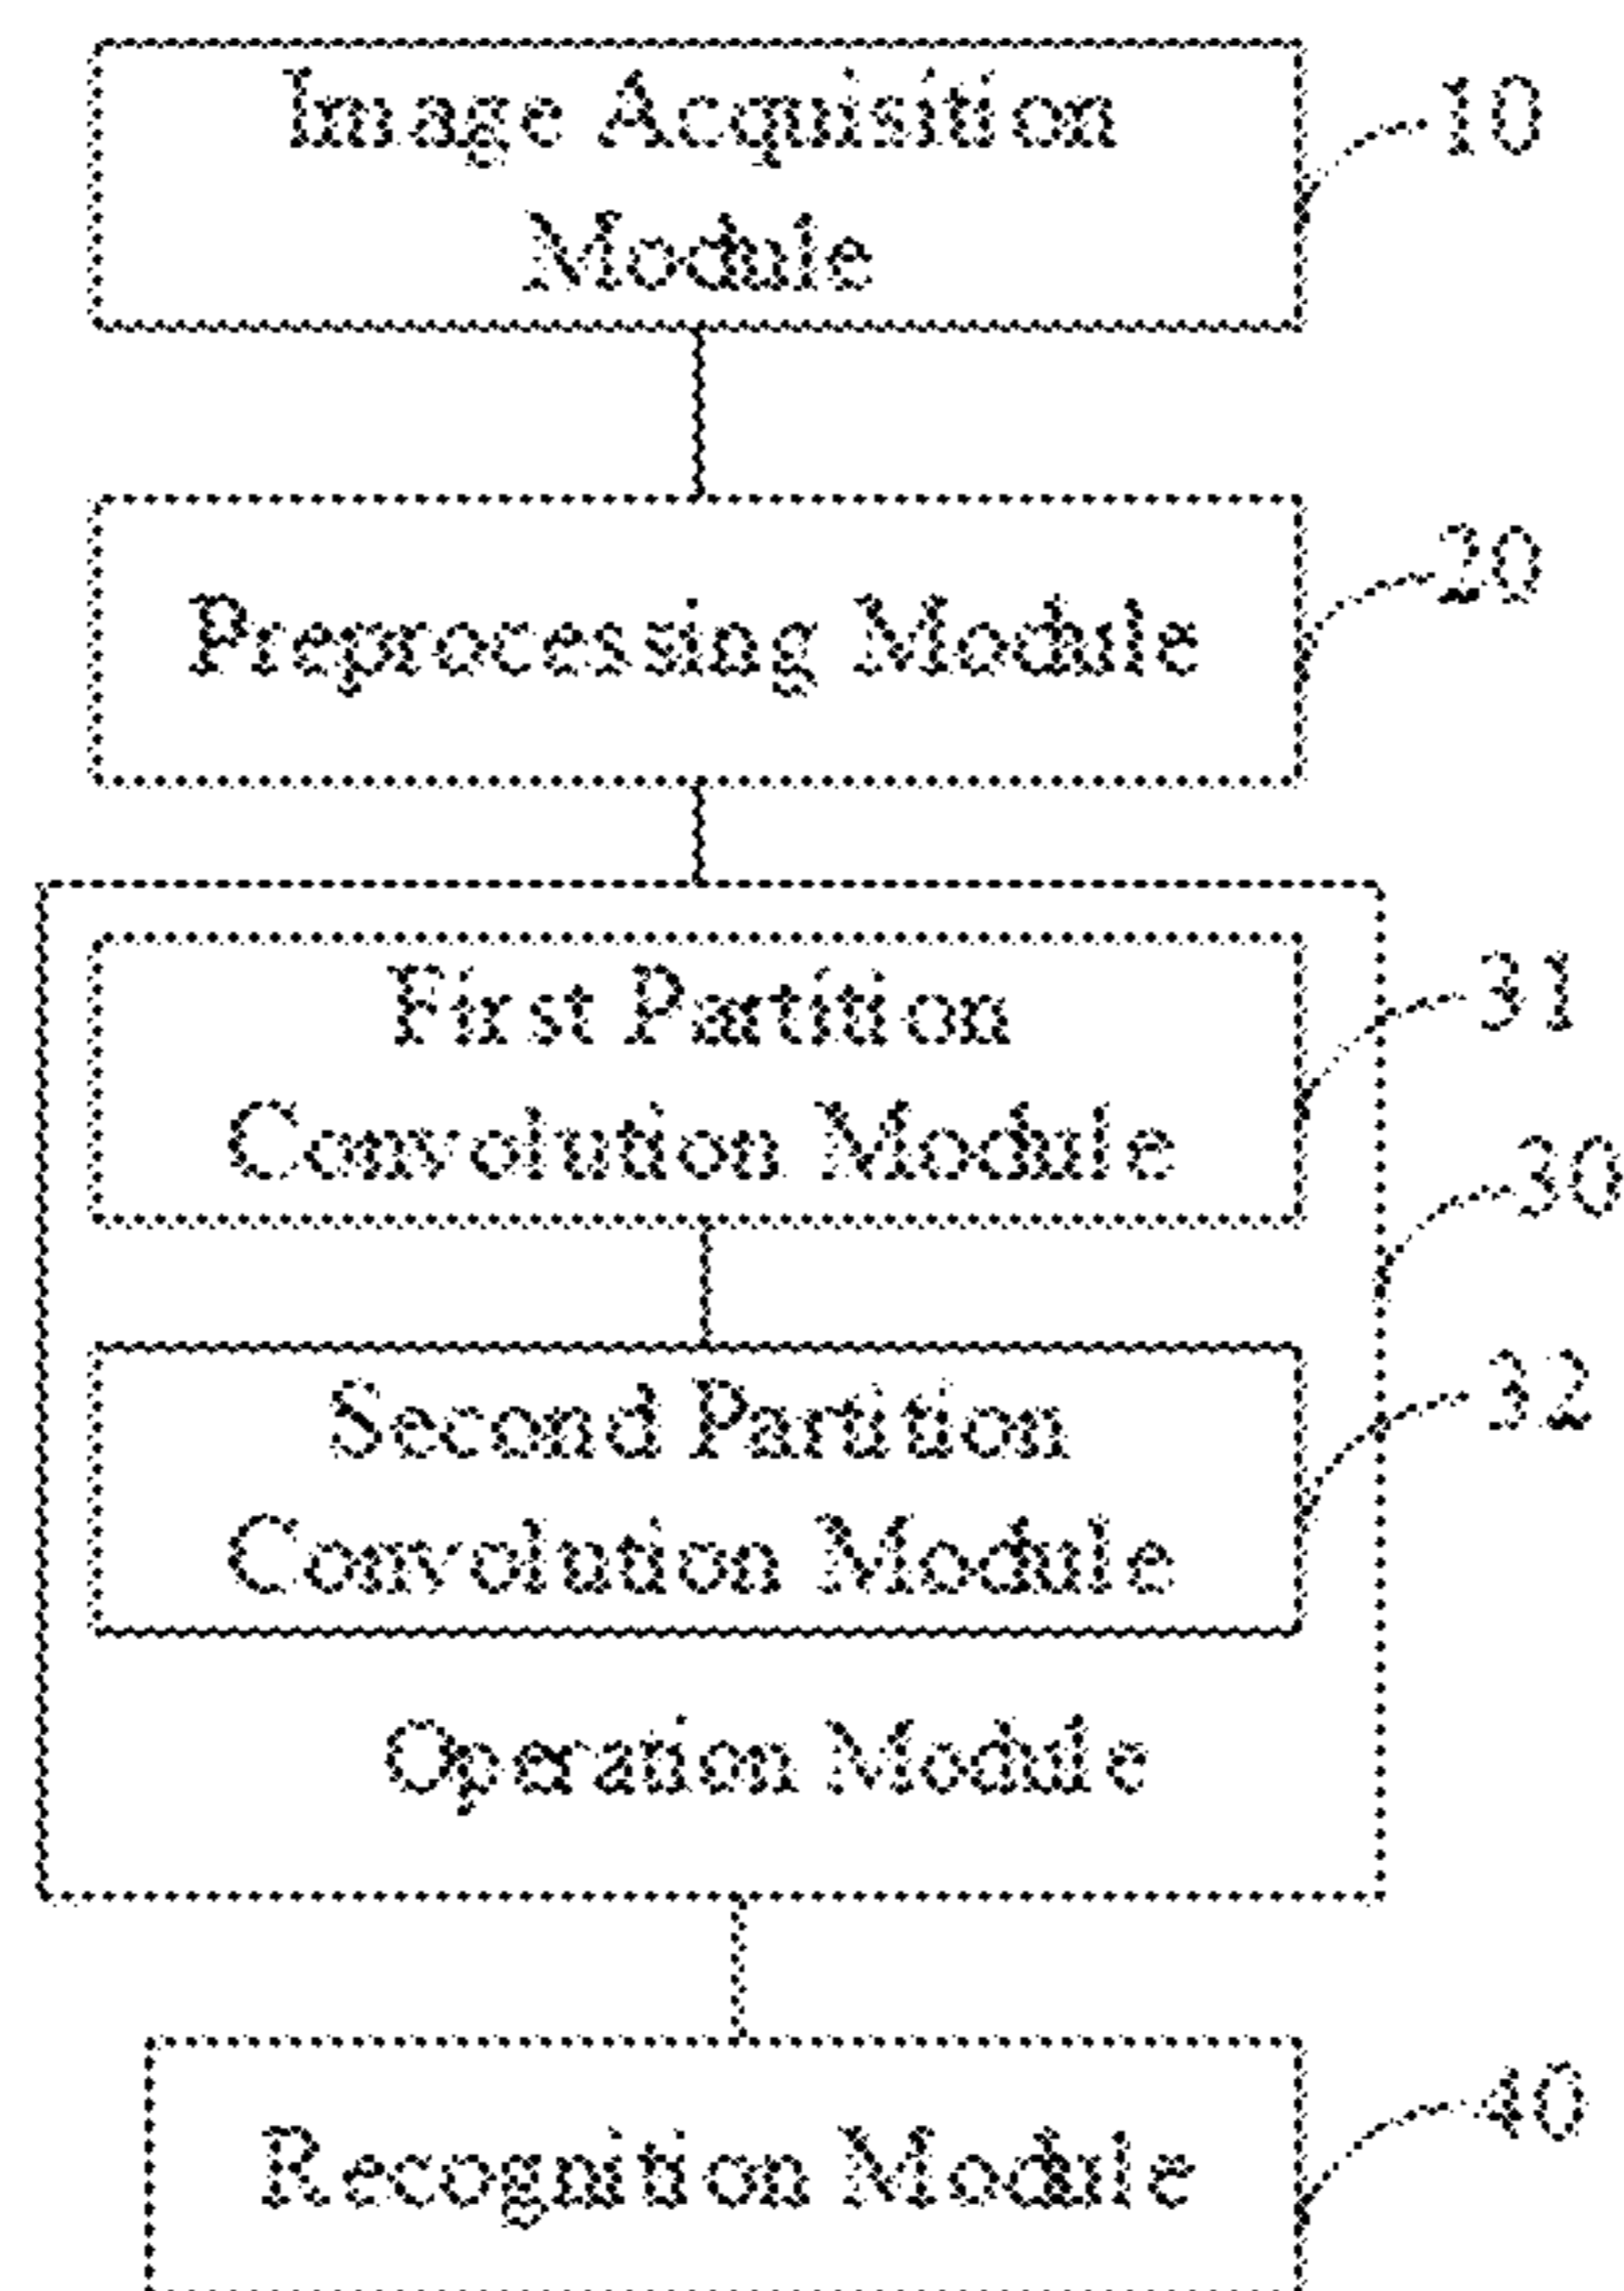 Image Acquisition
Module
10
Preprocessing Module
20
First Partition
Convolution Module
31
30
Second Partition
Convolution Module
32
Operation Module
Recognition Module
40